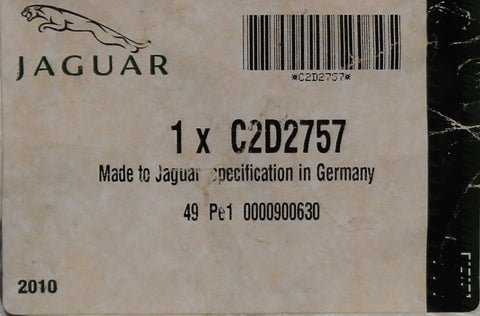 JAGUAR
*C2D2757*
1 x C2D2757
Made to Jaguar specification in Germany
49 Pe1 0000900630
2010